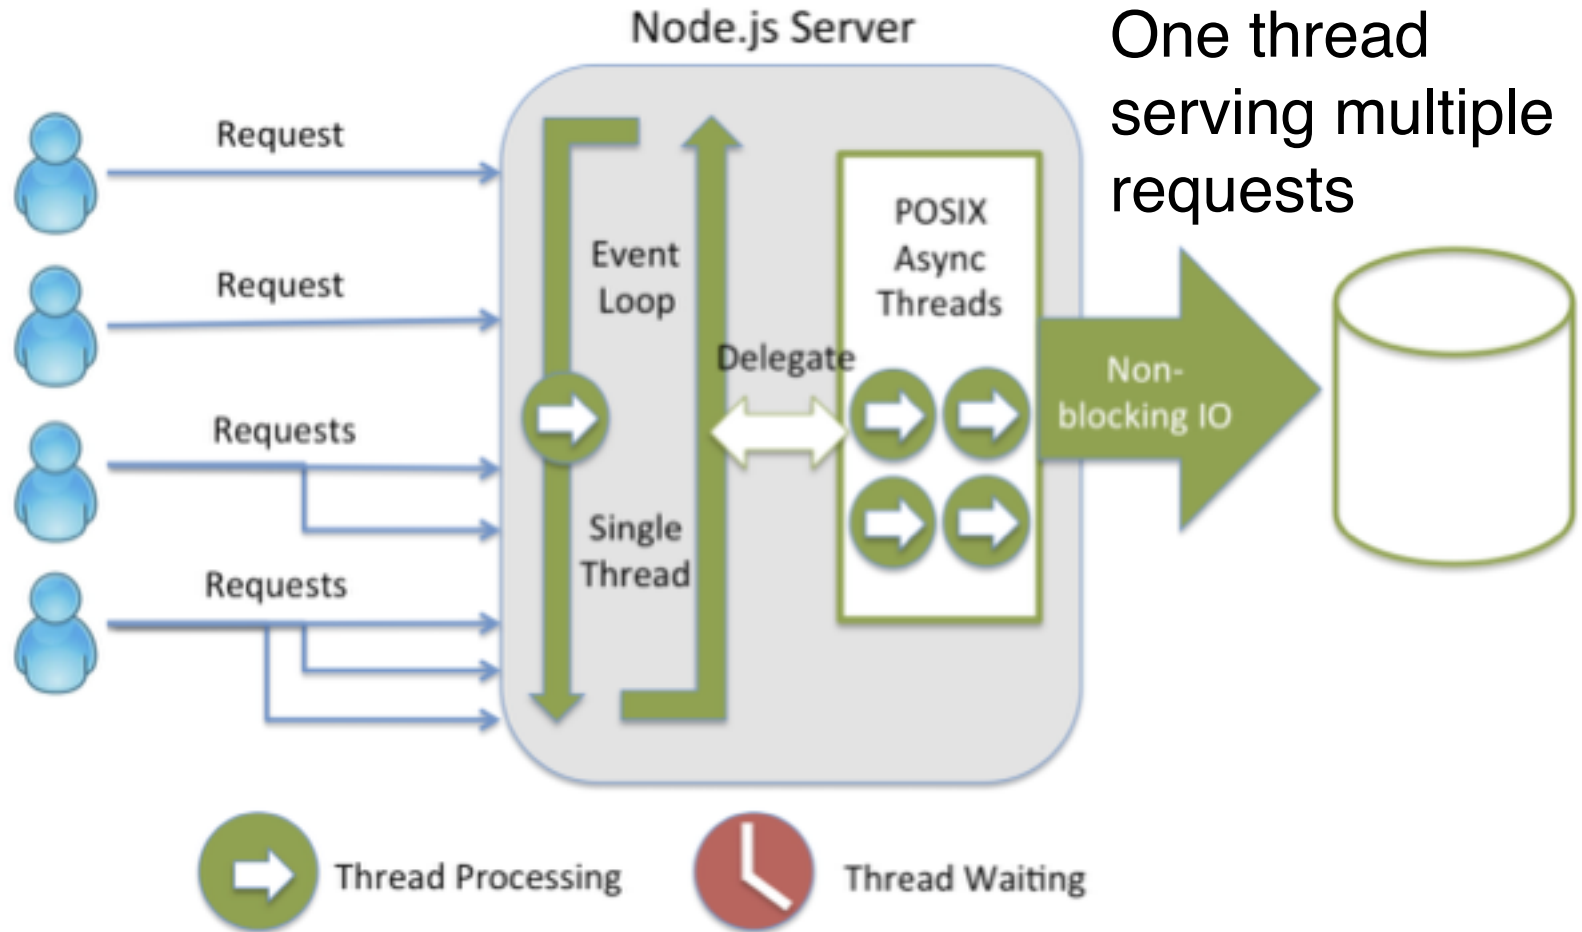 Node.js Server
One thread
serving multiple
requests
Request
Request
Requests
Requests
Event
Loop
Single
Thread
Delegate
POSIX
Async
Threads
Non-
blocking IO
Thread Processing
Thread Waiting